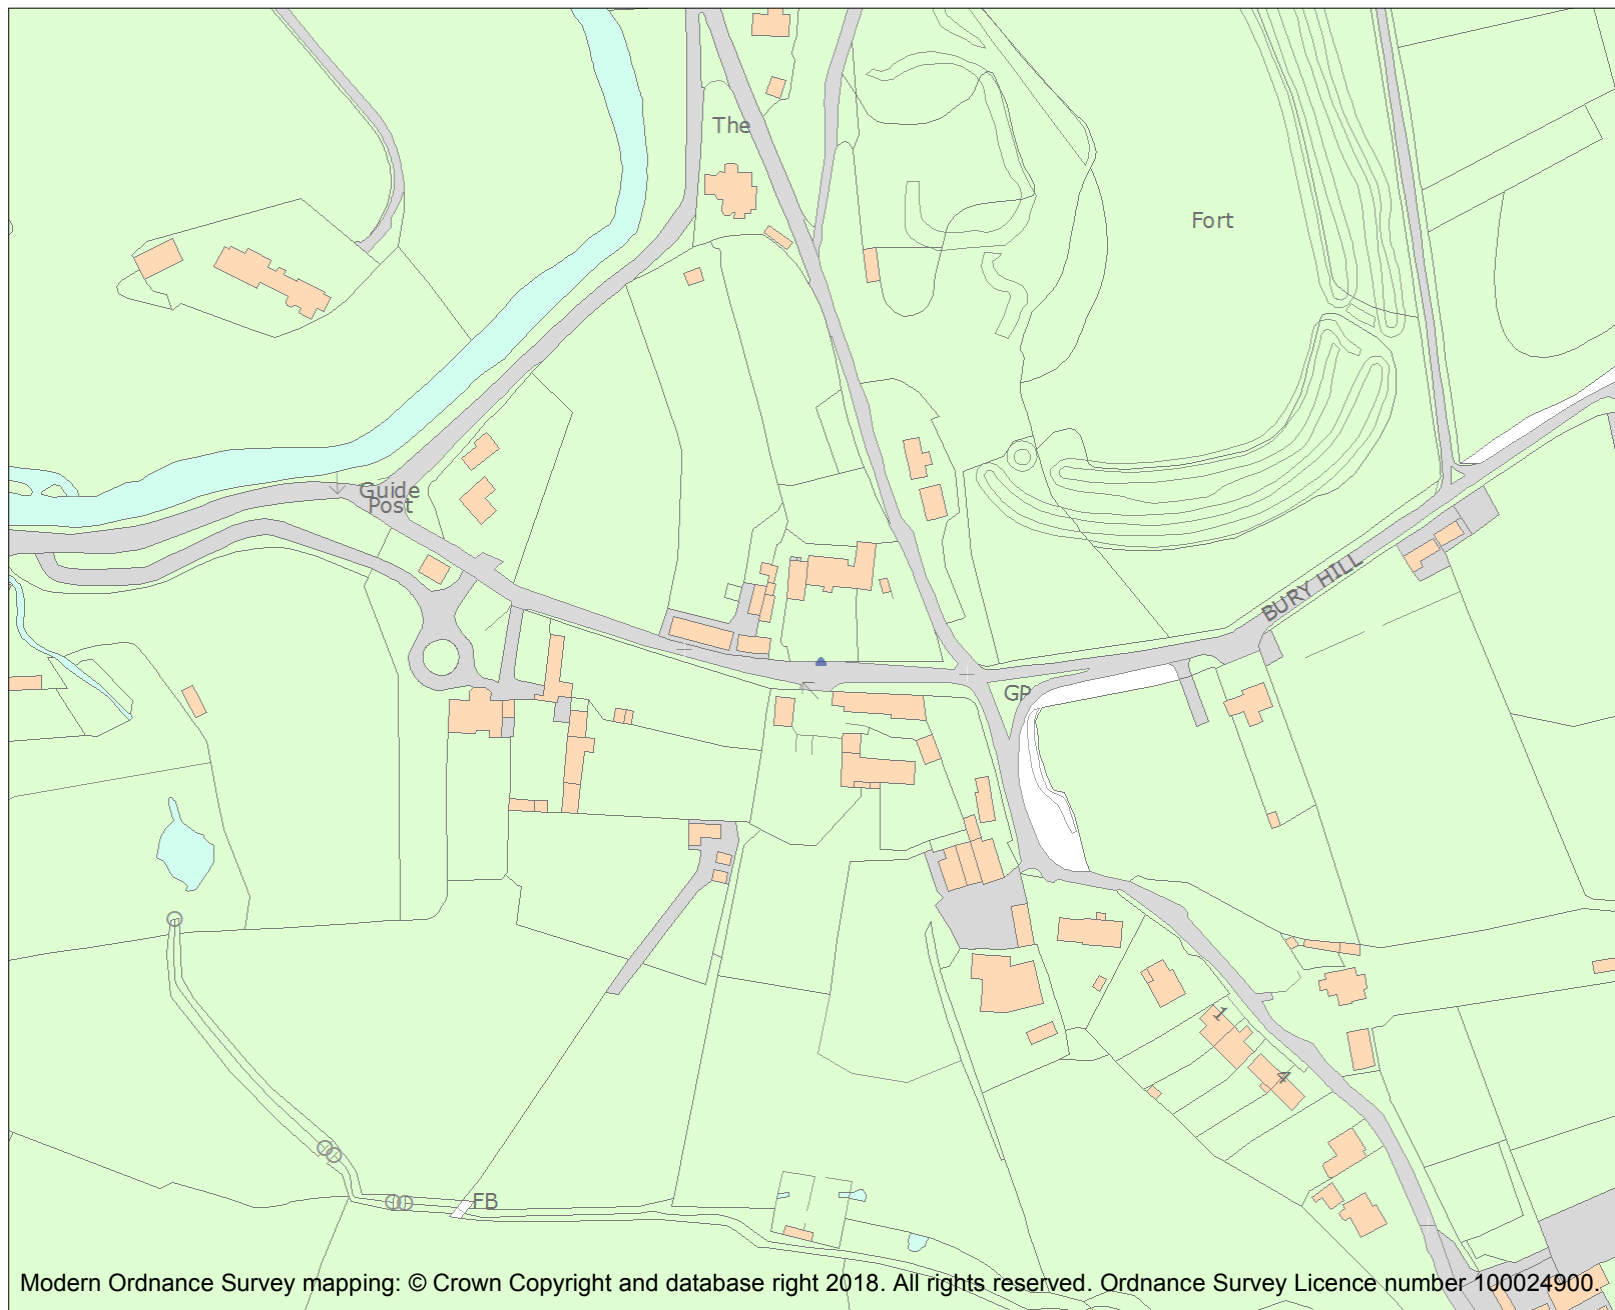 The
Fort
Guide
Post
BURY HILL
GP
1
4
FB
Modern Ordnance Survey mapping: © Crown Copyright and database right 2018. All rights reserved. Ordnance Survey Licence number 100024900.